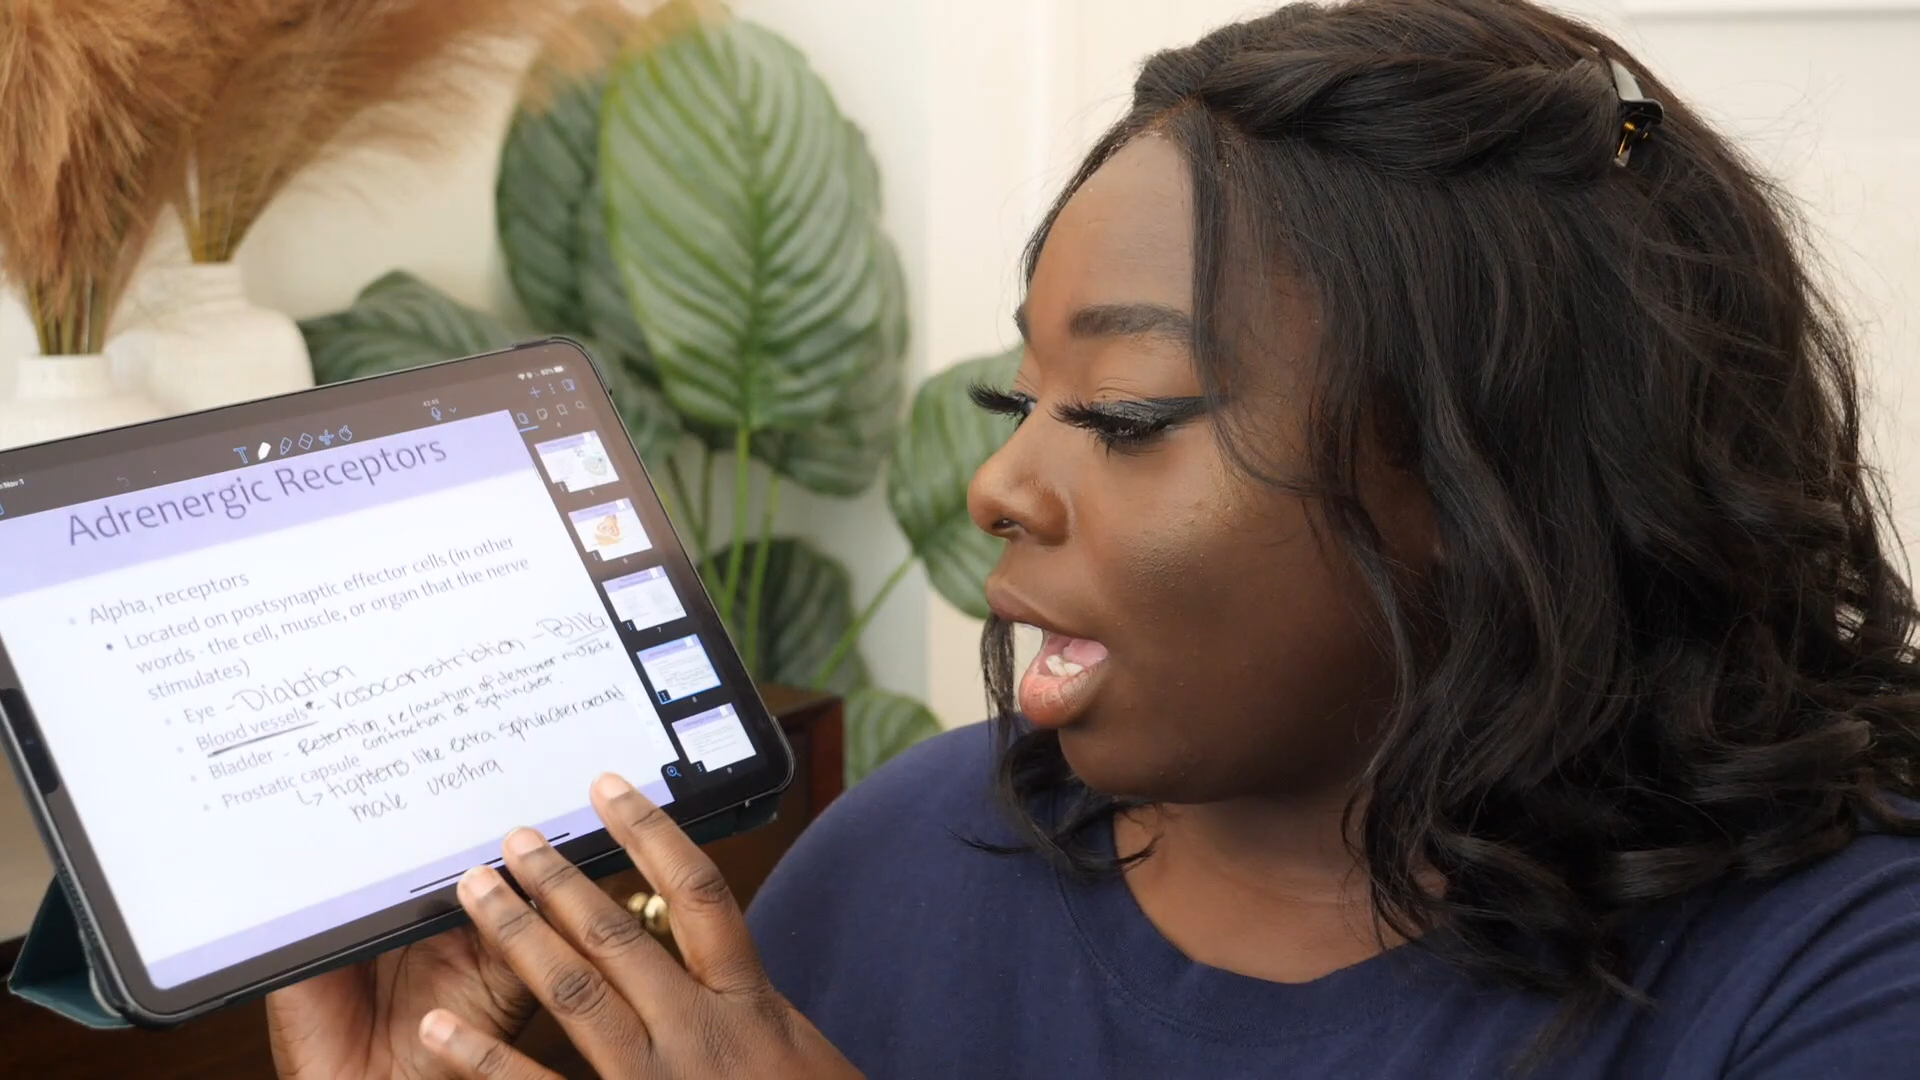 Nov 1
Adrenergic Receptors
Alpha, receptors
Located on postsynaptic effector cells (in other
words - the cell, muscle, or organ that the nerve
stimulates)
Eye - Dialation
Blood vessels* - vasoconstriction -
Bladder - Retention, relaxation of detrusor muscle
contraction of sphincter.
Prostatic capsule
↳ tightens. like extra sphincter around
male urethra